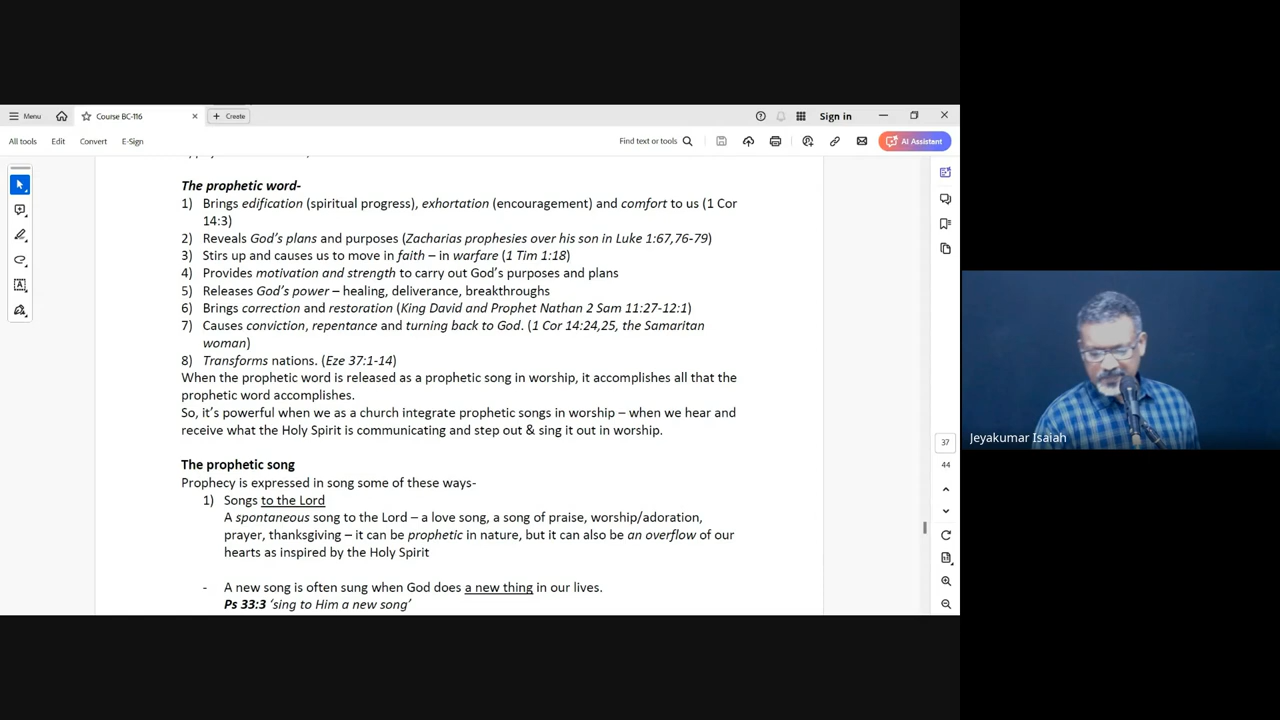 Menu
Course BC-116
Create
Sign in
All tools
Edit
Convert
E-Sign
Find text or tools
AI Assistant
The prophetic word-
1) Brings edification (spiritual progress), exhortation (encouragement) and comfort to us (1 Cor
14:3)
2) Reveals God's plans and purposes (Zacharias prophesies over his son in Luke 1:67,76-79)
3) Stirs up and causes us to move in faith – in warfare (1 Tim 1:18)
4) Provides motivation and strength to carry out God's purposes and plans
5) Releases God's power – healing, deliverance, breakthroughs
6) Brings correction and restoration (King David and Prophet Nathan 2 Sam 11:27-12:1)
7) Causes conviction, repentance and turning back to God. (1 Cor 14:24,25, the Samaritan
woman)
8) Transforms nations. (Eze 37:1-14)
When the prophetic word is released as a prophetic song in worship, it accomplishes all that the
prophetic word accomplishes.
So, it's powerful when we as a church integrate prophetic songs in worship – when we hear and
receive what the Holy Spirit is communicating and step out & sing it out in worship.
The prophetic song
Prophecy is expressed in song some of these ways-
1) Songs to the Lord
A spontaneous song to the Lord – a love song, a song of praise, worship/adoration,
prayer, thanksgiving – it can be prophetic in nature, but it can also be an overflow of our
hearts as inspired by the Holy Spirit
- A new song is often sung when God does a new thing in our lives.
Ps 33:3 'sing to Him a new song'
37
44
Jeyakumar Isaiah